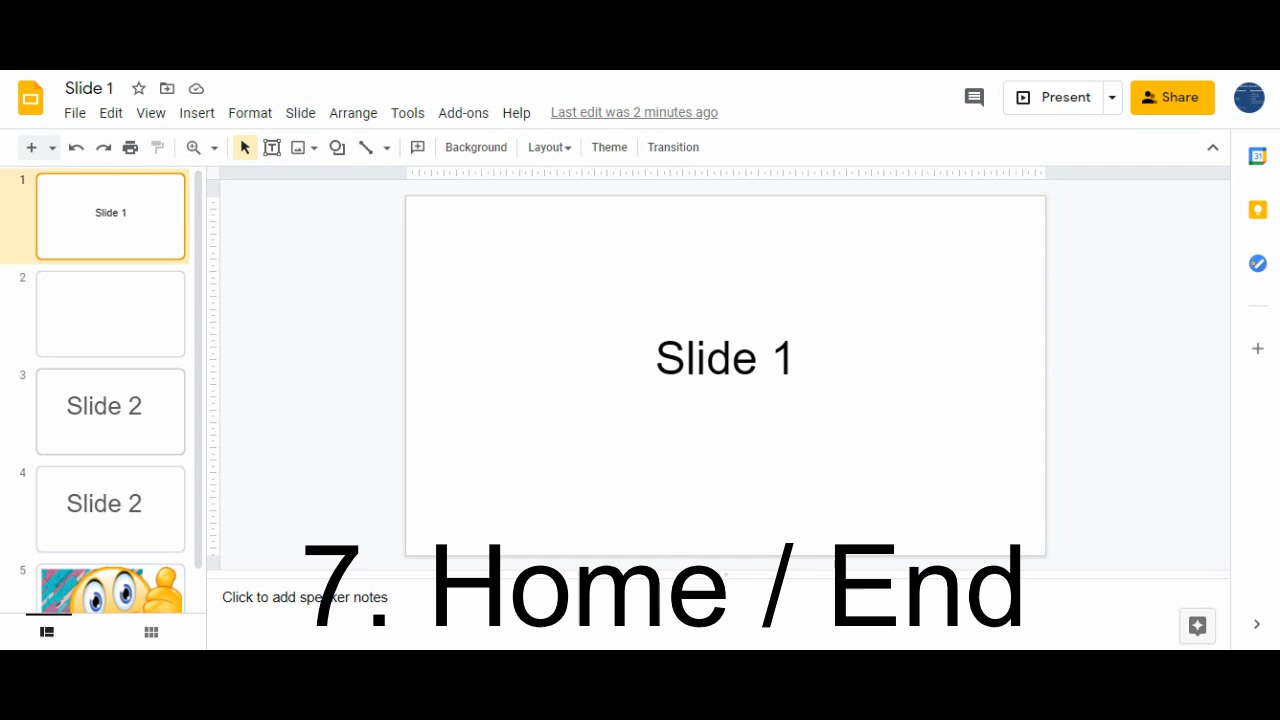 Slide 1
File Edit View Insert Format Slide Arrange Tools Add-ons Help Last edit was 2 minutes ago
Present
Share
Background Layout Theme Transition
31
1
Slide 1
2
3
Slide 2
4
Slide 2
5
Slide 1
Click to add speaker notes
7. Home / End